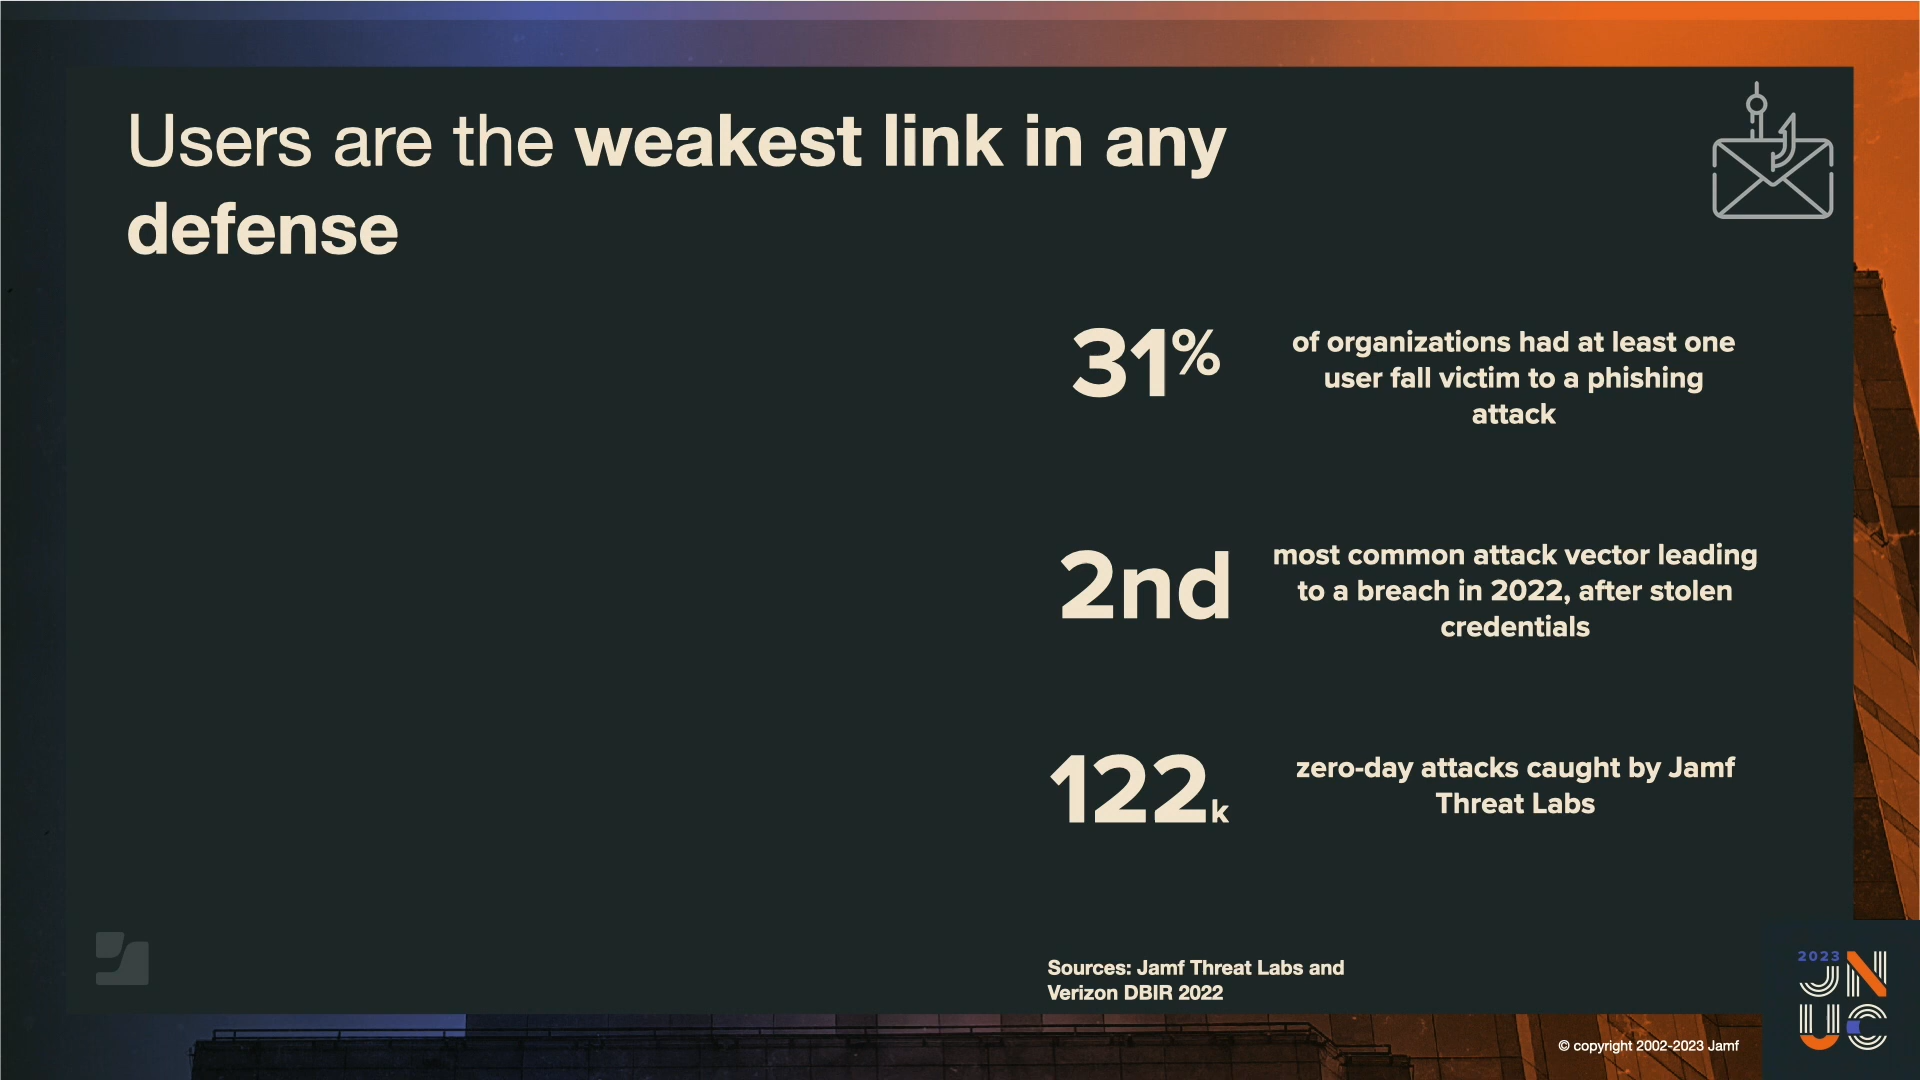 Users are the weakest link in any
defense
31%
of organizations had at least one
user fall victim to a phishing
attack
2nd
most common attack vector leading
to a breach in 2022, after stolen
credentials
122k
zero-day attacks caught by Jamf
Threat Labs
Sources: Jamf Threat Labs and
Verizon DBIR 2022
2023
JN
UC
© copyright 2002-2023 Jamf